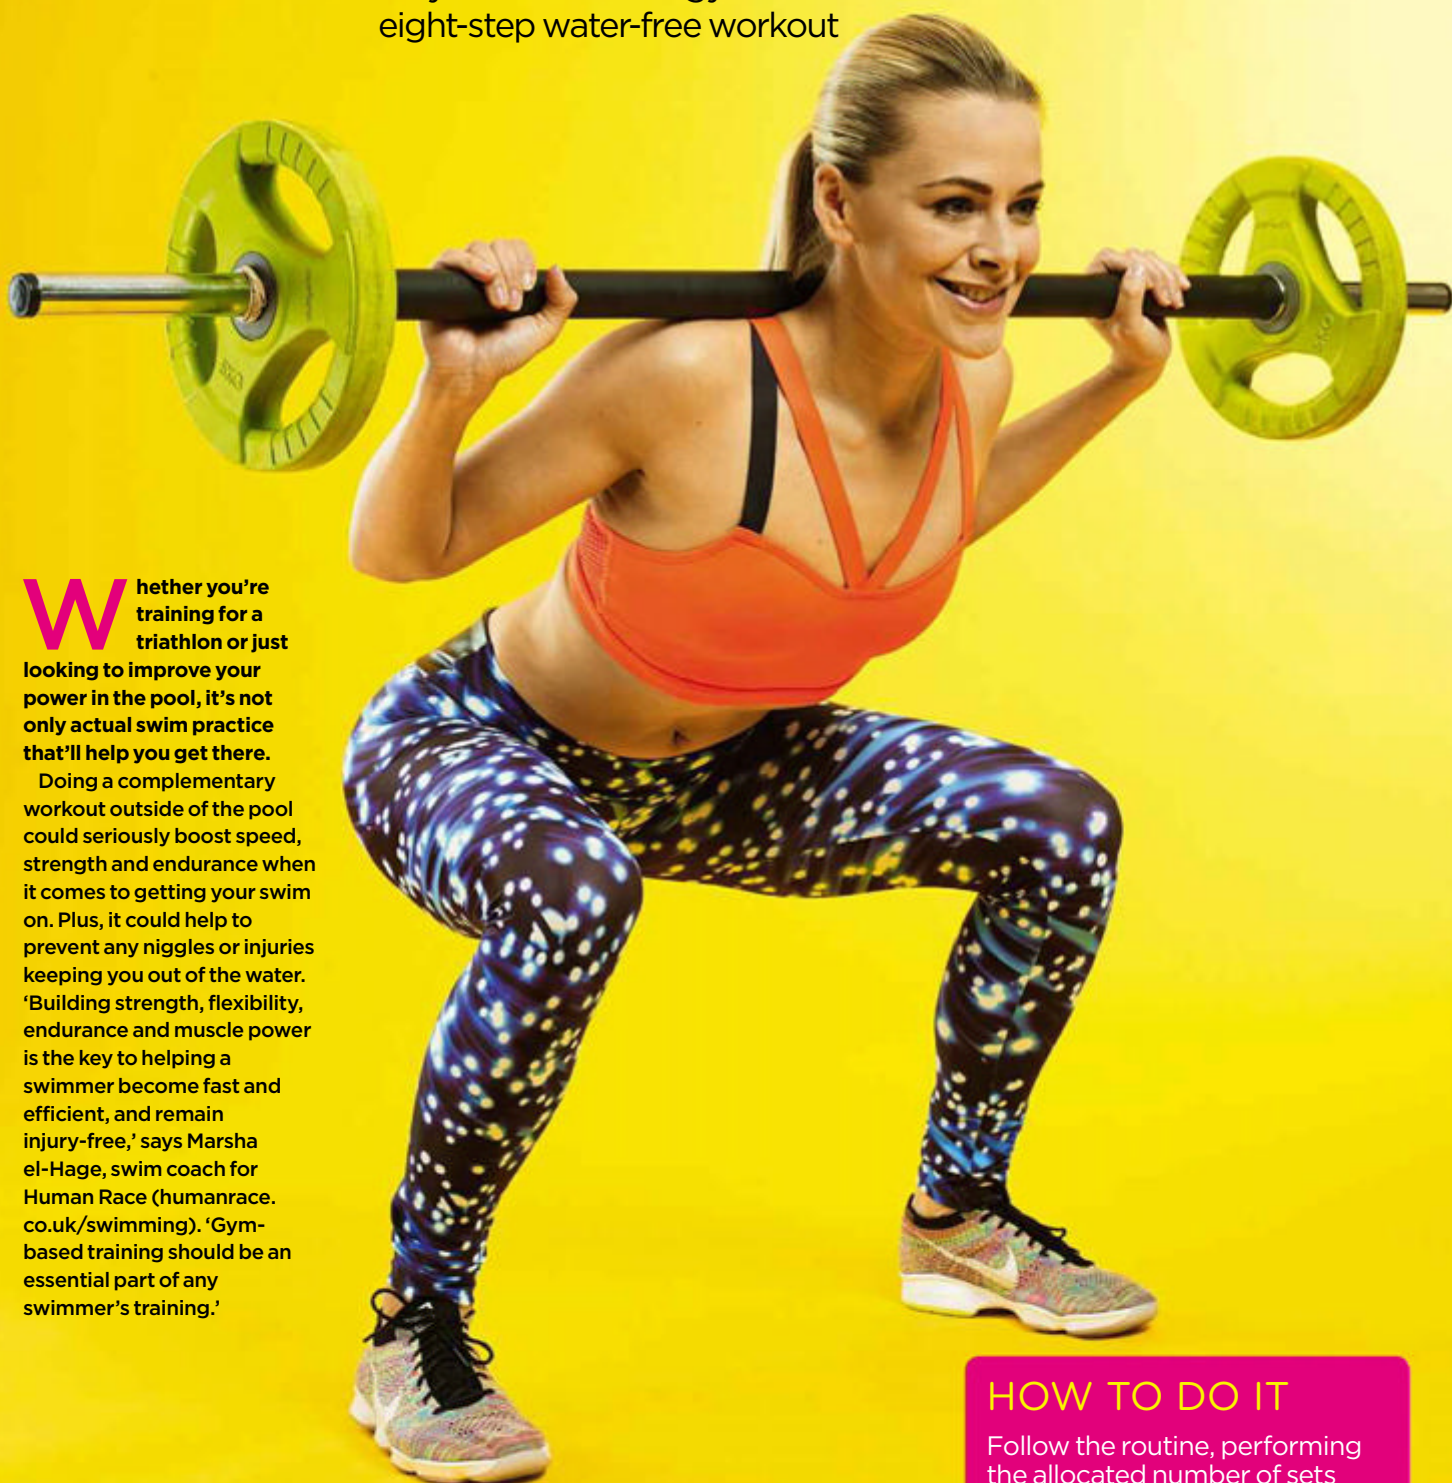 eight-step water-free workout
Whether you're
training for a
triathlon or just
looking to improve your
power in the pool, it's not
only actual swim practice
that'll help you get there.
Doing a complementary
workout outside of the pool
could seriously boost speed,
strength and endurance when
it comes to getting your swim
on. Plus, it could help to
prevent any niggles or injuries
keeping you out of the water.
‘Building strength, flexibility,
endurance and muscle power
is the key to helping a
swimmer become fast and
efficient, and remain
injury-free,’ says Marsha
el-Hage, swim coach for
Human Race (humanrace.
co.uk/swimming). ‘Gym-
based training should be an
essential part of any
swimmer's training.’
HOW TO DO IT
Follow the routine, performing
the allocated number of sets